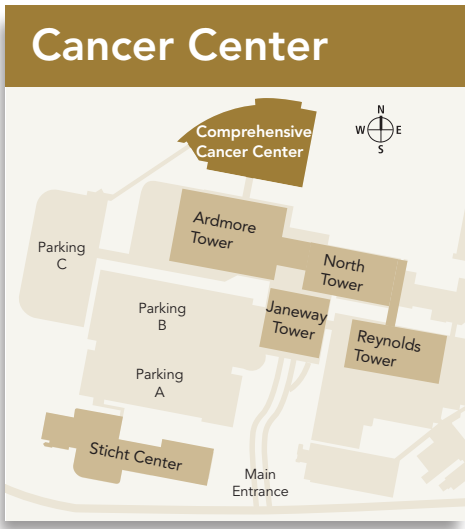 Cancer Center
N
W E
S
Comprehensive
Cancer Center
Ardmore
Tower
Parking
C
North
Tower
Parking
B
Janeway
Tower
Reynolds
Tower
Parking
A
Sticht Center
Main
Entrance